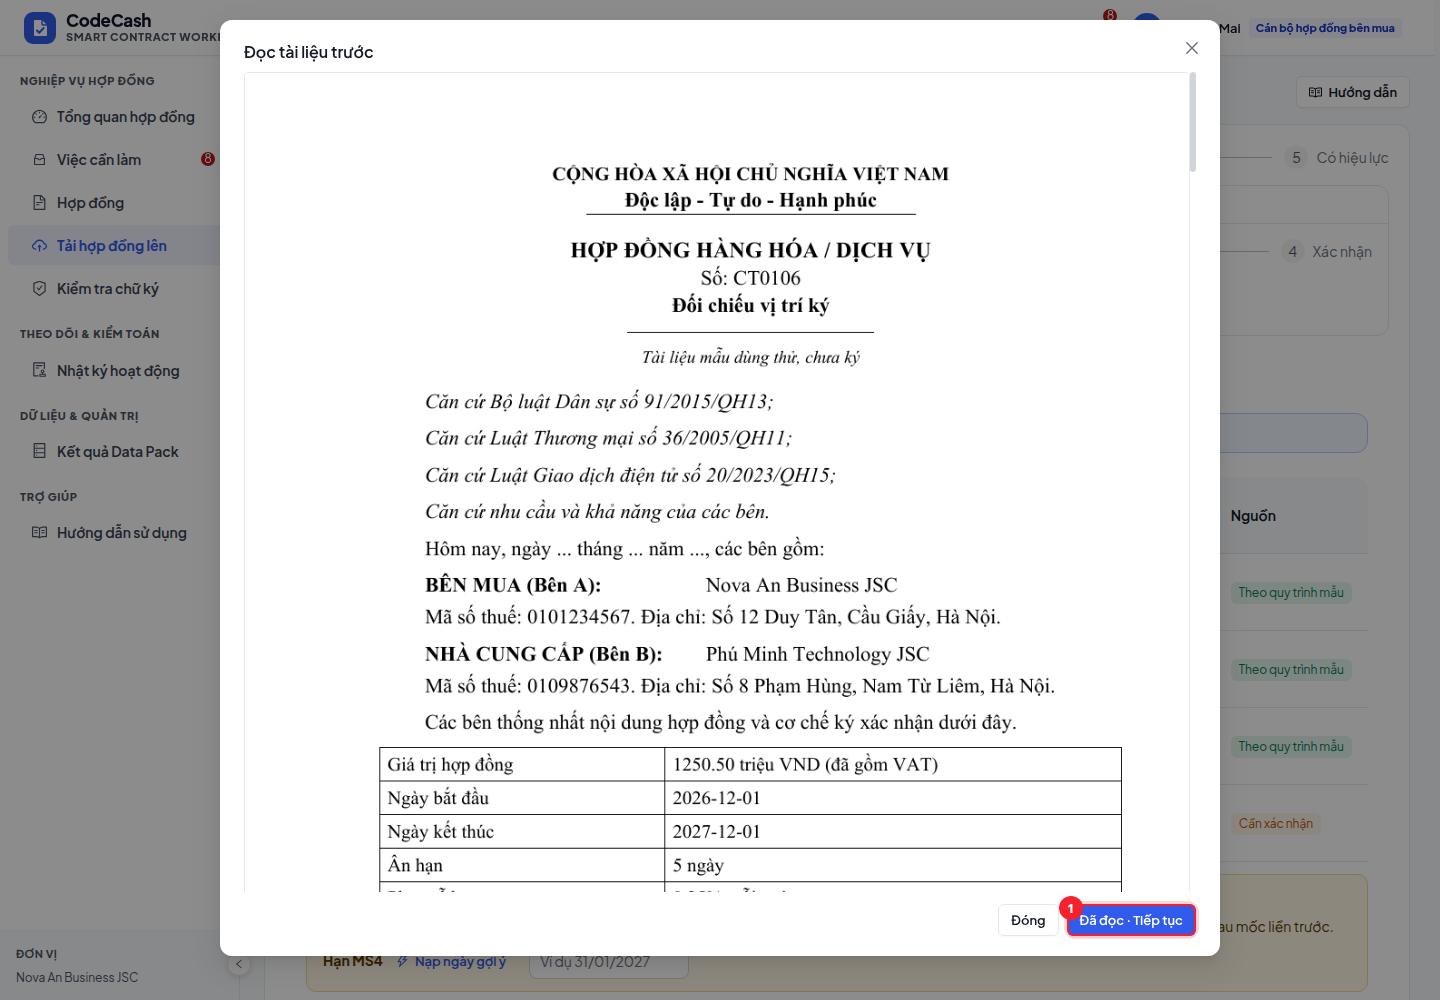 CodeCash
SMART CONTRACT WORK
8
Mai
Cán bộ hợp đồng bên mua
NGHIỆP VỤ HỢP ĐỒNG
Tổng quan hợp đồng
Việc cần làm
8
Hợp đồng
Tải hợp đồng lên
Kiểm tra chữ ký
THEO DÕI & KIỂM TOÁN
Nhật ký hoạt động
DỮ LIỆU & QUẢN TRỊ
Kết quả Data Pack
TRỢ GIÚP
Hướng dẫn sử dụng
ĐƠN VỊ
Nova An Business JSC
Đọc tài liệu trước
CỘNG HÒA XÃ HỘI CHỦ NGHĨA VIỆT NAM
Độc lập - Tự do - Hạnh phúc
HỢP ĐỒNG HÀNG HÓA / DỊCH VỤ
Số: CT0106
Đối chiếu vị trí ký
Tài liệu mẫu dùng thử, chưa ký
Căn cứ Bộ luật Dân sự số 91/2015/QH13;
Căn cứ Luật Thương mại số 36/2005/QH11;
Căn cứ Luật Giao dịch điện tử số 20/2023/QH15;
Căn cứ nhu cầu và khả năng của các bên.
Hôm nay, ngày ... tháng ... năm ..., các bên gồm:
BÊN MUA (Bên A): Nova An Business JSC
Mã số thuế: 0101234567. Địa chỉ: Số 12 Duy Tân, Cầu Giấy, Hà Nội.
NHÀ CUNG CẤP (Bên B): Phú Minh Technology JSC
Mã số thuế: 0109876543. Địa chỉ: Số 8 Phạm Hùng, Nam Từ Liêm, Hà Nội.
Các bên thống nhất nội dung hợp đồng và cơ chế ký xác nhận dưới đây.
Giá trị hợp đồng 1250.50 triệu VND (đã gồm VAT)
Ngày bắt đầu 2026-12-01
Ngày kết thúc 2027-12-01
Ân hạn 5 ngày
Đóng
1
Đã đọc · Tiếp tục
Hướng dẫn
5 Có hiệu lực
4 Xác nhận
Nguồn
Theo quy trình mẫu
Theo quy trình mẫu
Theo quy trình mẫu
Cần xác nhận
au mốc liền trước.
Hạn MS4
Nạp ngày gợi ý
Ví dụ 31/01/2027